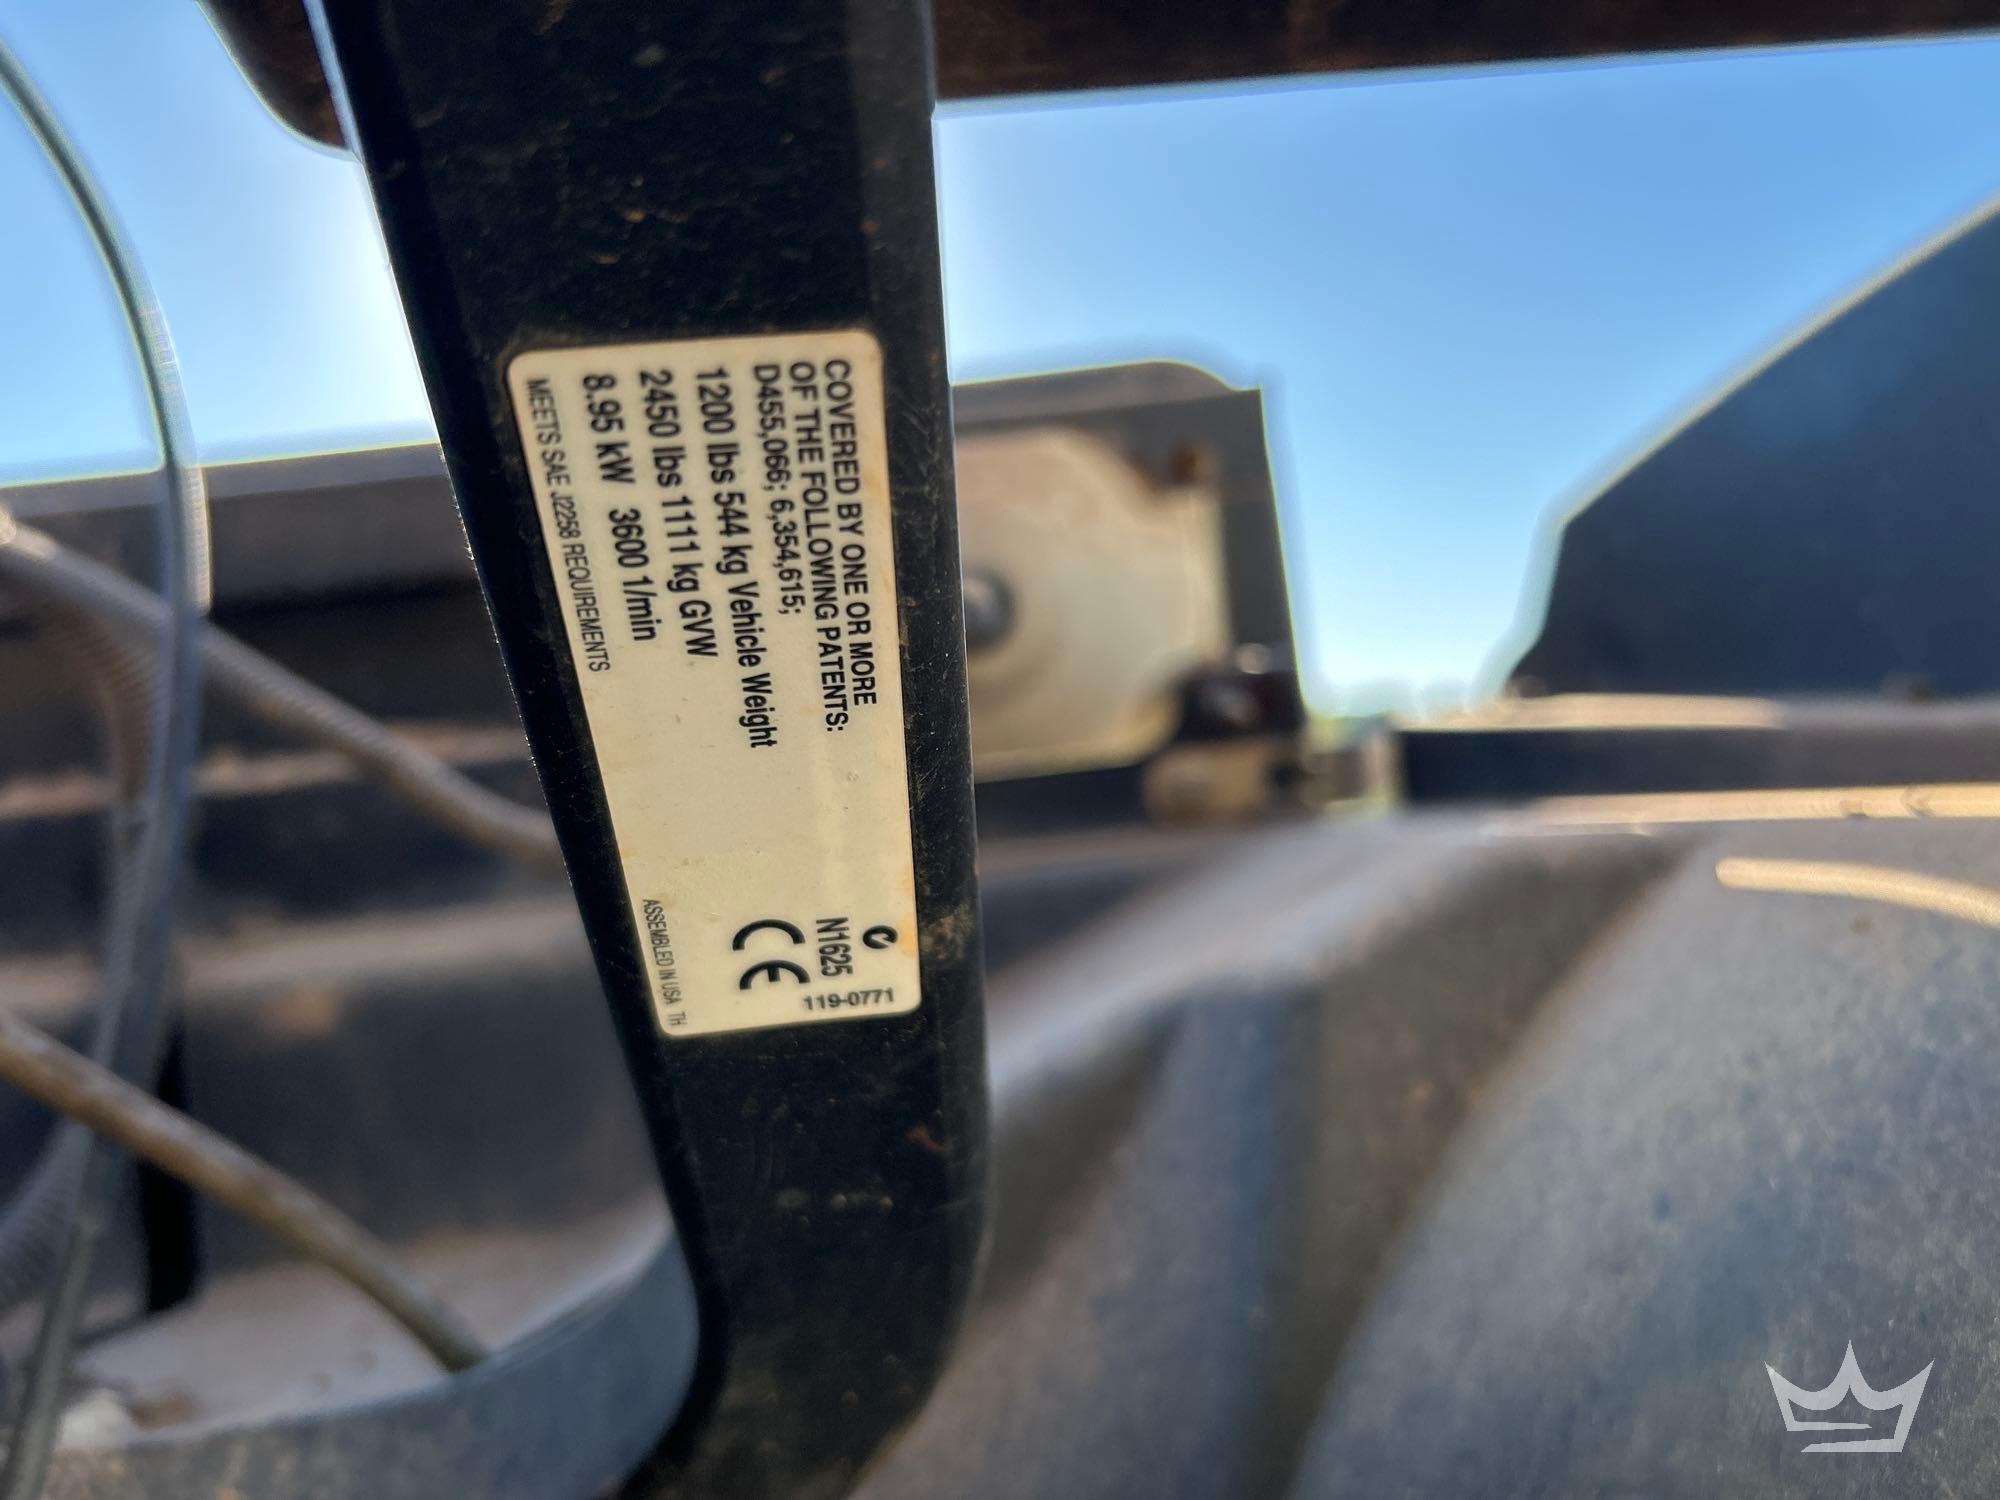 COVERED BY ONE OR MORE
OF THE FOLLOWING PATENTS:
D455,066; 6,354,615;
1200 lbs 544 kg Vehicle Weight
2450 lbs 1111 kg GVW
8.95 kW 3600 1/min
MEETS SAE J2258 REQUIREMENTS
N1625
119-0771
CE
ASSEMBLED IN USA TH